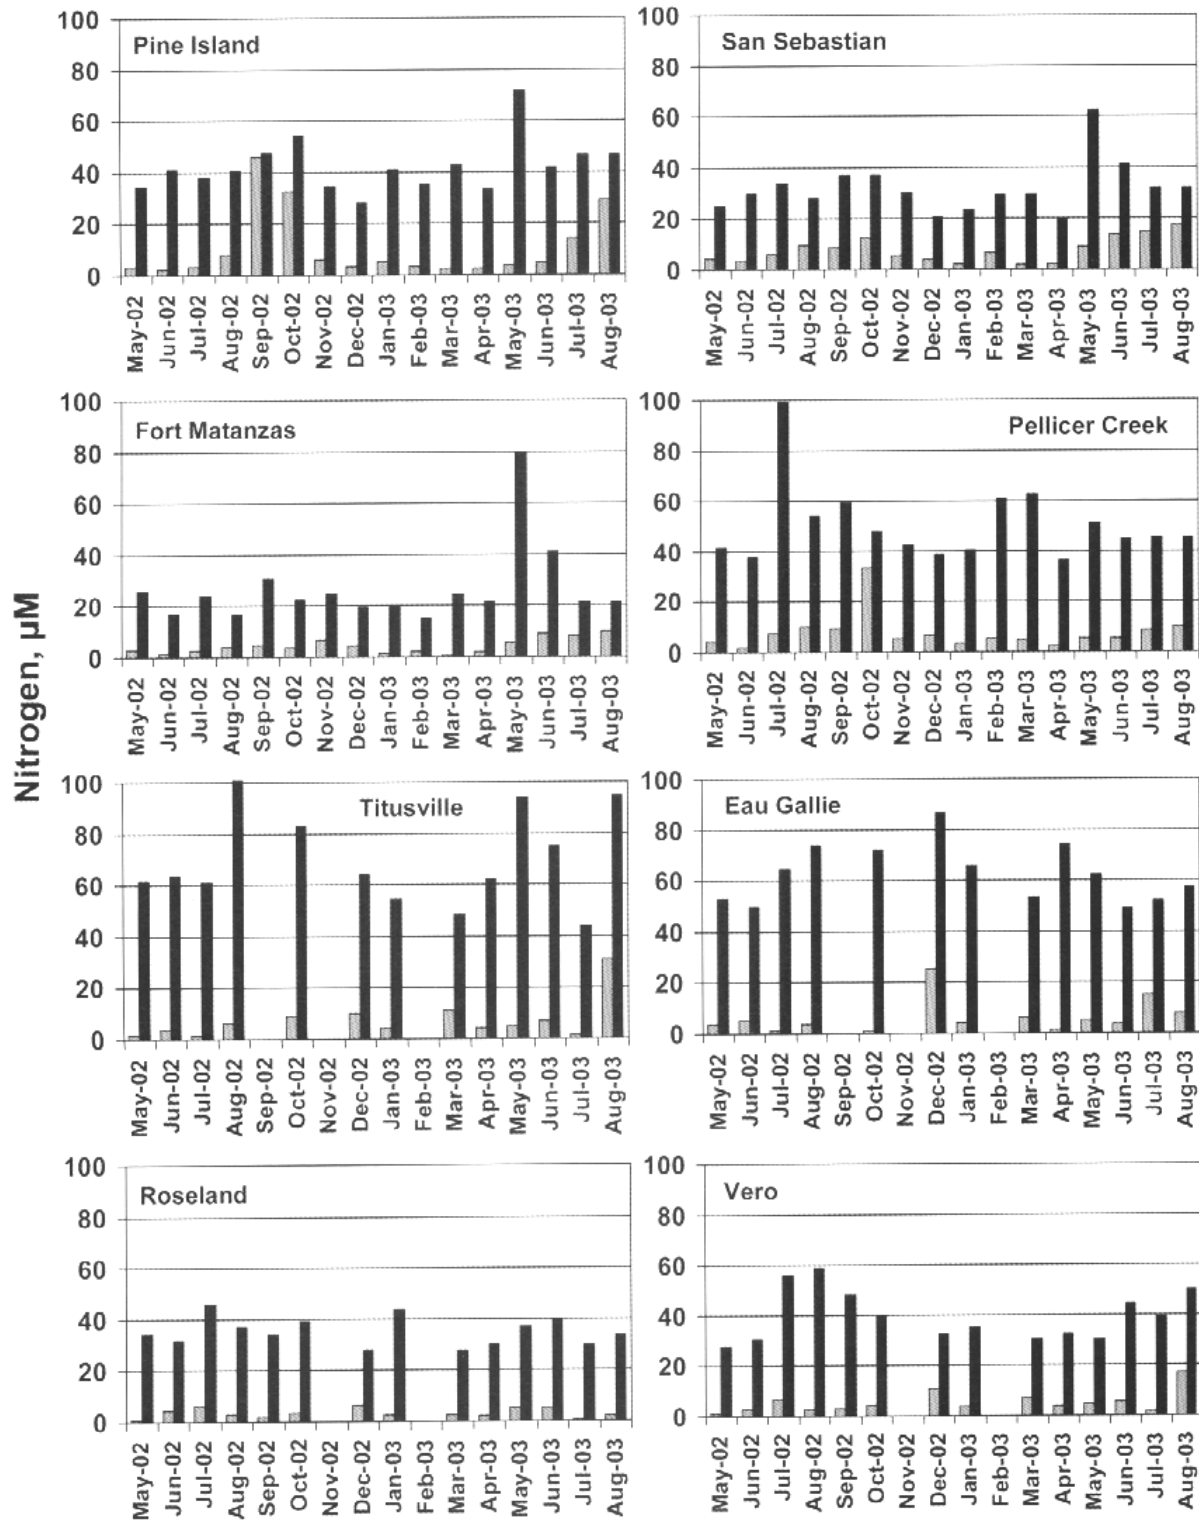 Nitrogen, µM
Pine Island
100
80
60
40
20
0
May-02 Jun-02 Jul-02 Aug-02 Sep-02 Oct-02 Nov-02 Dec-02 Jan-03 Feb-03 Mar-03 Apr-03 May-03 Jun-03 Jul-03 Aug-03
San Sebastian
100
80
60
40
20
0
May-02 Jun-02 Jul-02 Aug-02 Sep-02 Oct-02 Nov-02 Dec-02 Jan-03 Feb-03 Mar-03 Apr-03 May-03 Jun-03 Jul-03 Aug-03
Fort Matanzas
100
80
60
40
20
0
May-02 Jun-02 Jul-02 Aug-02 Sep-02 Oct-02 Nov-02 Dec-02 Jan-03 Feb-03 Mar-03 Apr-03 May-03 Jun-03 Jul-03 Aug-03
Pellicer Creek
100
80
60
40
20
0
May-02 Jun-02 Jul-02 Aug-02 Sep-02 Oct-02 Nov-02 Dec-02 Jan-03 Feb-03 Mar-03 Apr-03 May-03 Jun-03 Jul-03 Aug-03
Titusville
100
80
60
40
20
0
May-02 Jun-02 Jul-02 Aug-02 Sep-02 Oct-02 Nov-02 Dec-02 Jan-03 Feb-03 Mar-03 Apr-03 May-03 Jun-03 Jul-03 Aug-03
Eau Gallie
100
80
60
40
20
0
May-02 Jun-02 Jul-02 Aug-02 Sep-02 Oct-02 Nov-02 Dec-02 Jan-03 Feb-03 Mar-03 Apr-03 May-03 Jun-03 Jul-03 Aug-03
Roseland
100
80
60
40
20
0
May-02 Jun-02 Jul-02 Aug-02 Sep-02 Oct-02 Nov-02 Dec-02 Jan-03 Feb-03 Mar-03 Apr-03 May-03 Jun-03 Jul-03 Aug-03
Vero
100
80
60
40
20
0
May-02 Jun-02 Jul-02 Aug-02 Sep-02 Oct-02 Nov-02 Dec-02 Jan-03 Feb-03 Mar-03 Apr-03 May-03 Jun-03 Jul-03 Aug-03